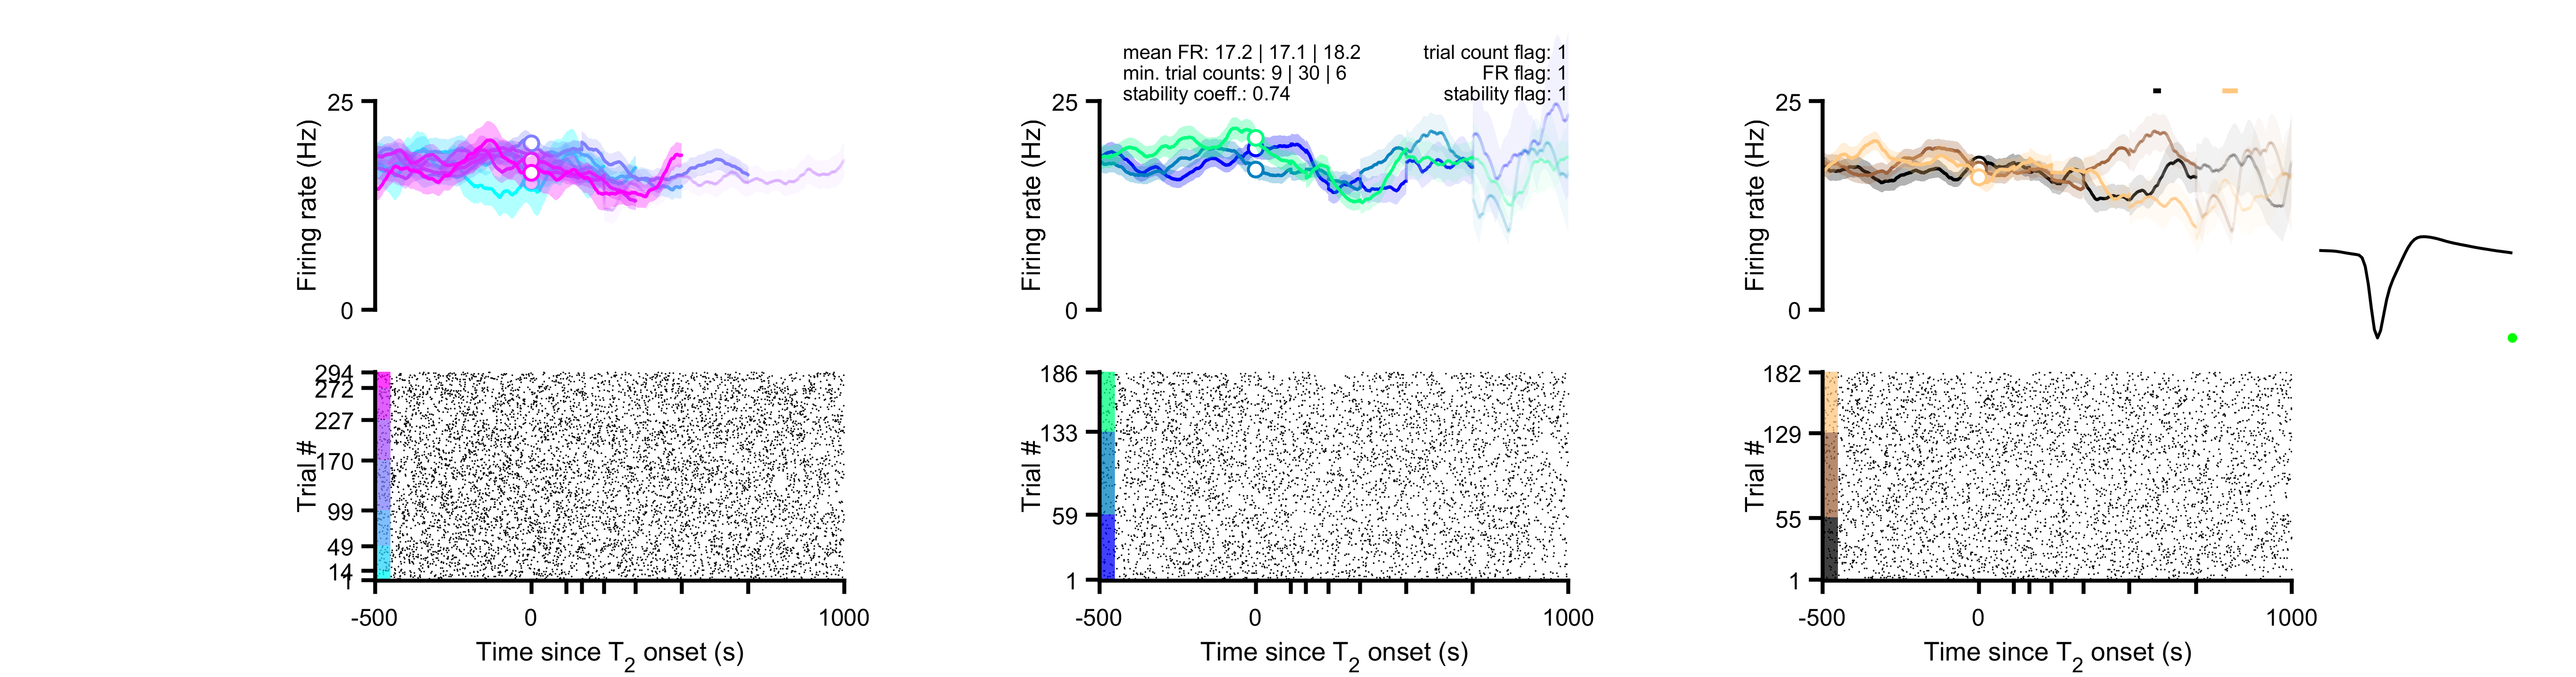 mean FR: 17.2 | 17.1 | 18.2
min. trial counts: 9 | 30 | 6
stability coeff.: 0.74
trial count flag: 1
FR flag: 1
stability flag: 1
25
Firing rate (Hz)
0
25
Firing rate (Hz)
0
25
Firing rate (Hz)
0
294
272
227
170
99
49
14
1
Trial #
-500
0
1000
Time since T2 onset (s)
186
133
59
1
Trial #
-500
0
1000
Time since T2 onset (s)
182
129
55
1
Trial #
-500
0
1000
Time since T2 onset (s)